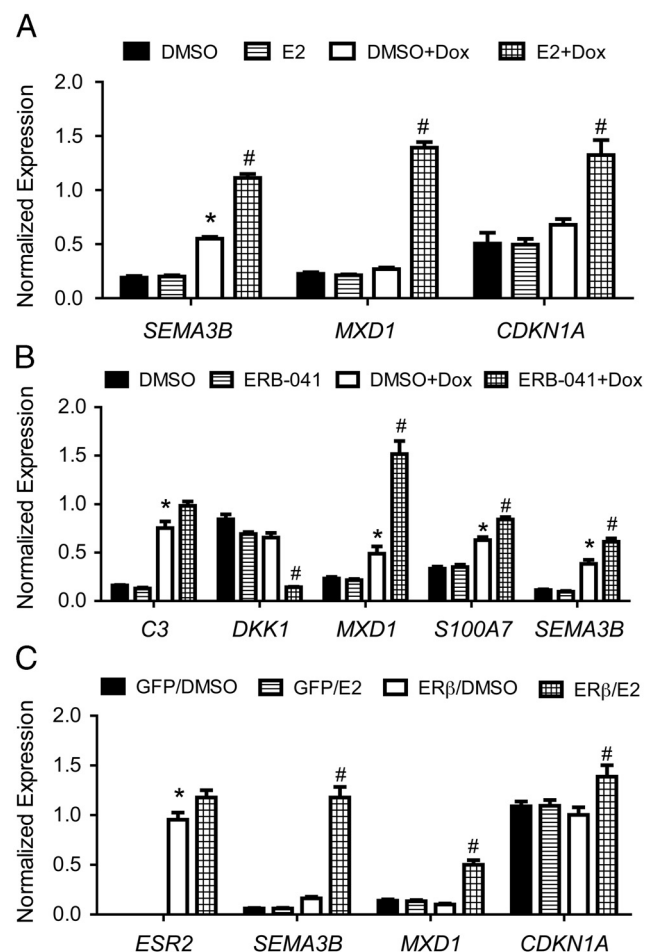 A
DMSO E2 DMSO+Dox E2+Dox
Normalized Expression
2.0
1.5
1.0
0.5
0.0
* # # #
SEMA3B MXD1 CDKN1A
B
DMSO ERB-041 DMSO+Dox ERB-041+Dox
Normalized Expression
2.0
1.5
1.0
0.5
0.0
* # * # * # * #
C3 DKK1 MXD1 S100A7 SEMA3B
C
GFP/DMSO GFP/E2 ERβ/DMSO ERβ/E2
Normalized Expression
2.0
1.5
1.0
0.5
0.0
* # # #
ESR2 SEMA3B MXD1 CDKN1A